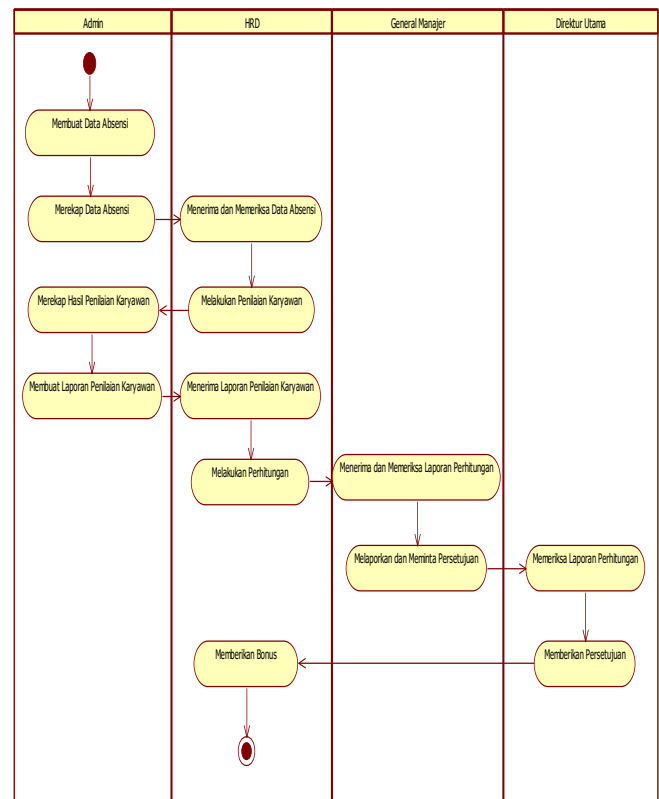 Admin
HRD
General Manajer
Direktur Utama
Membuat Data Absensi
Merekap Data Absensi
Menerima dan Memeriksa Data Absensi
Merekap Hasil Penilaian Karyawan
Melakukan Penilaian Karyawan
Membuat Laporan Penilaian Karyawan
Menerima Laporan Penilaian Karyawan
Melakukan Perhitungan
Menerima dan Memeriksa Laporan Perhitungan
Melaporkan dan Meminta Persetujuan
Memeriksa Laporan Perhitungan
Memberikan Bonus
Memberikan Persetujuan